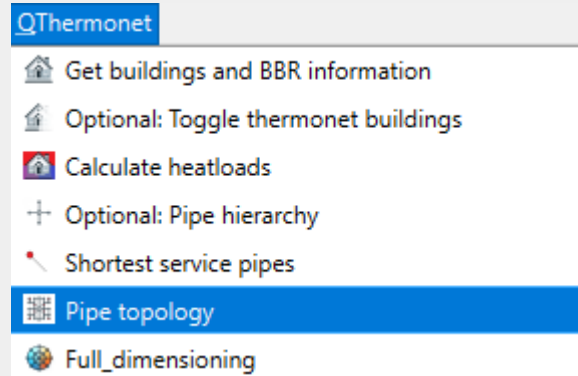 QThermonet
Get buildings and BBR information
Optional: Toggle thermonet buildings
Calculate heatloads
Optional: Pipe hierarchy
Shortest service pipes
Pipe topology
Full_dimensioning